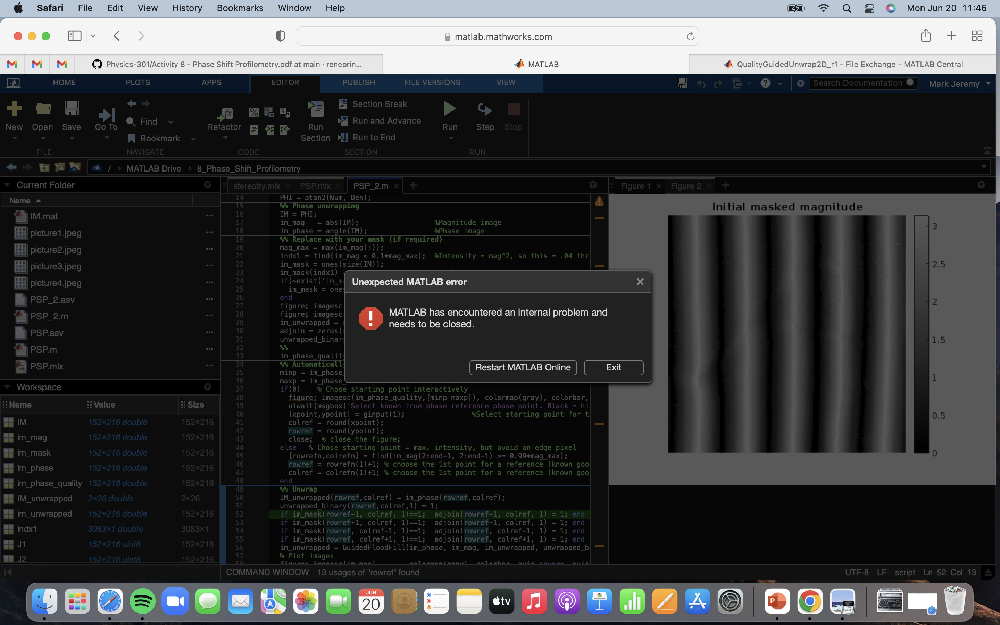 Safari File Edit View History Bookmarks Window Help Mon Jun 20 11:46
matlab.mathworks.com
Physics-301/Activity 8 - Phase Shift Profilometry.pdf at main · reneprin...
MATLAB
QualityGuidedUnwrap2D_r1 - File Exchange - MATLAB Central
HOME PLOTS APPS EDITOR PUBLISH FILE VERSIONS VIEW
Search Documentation
Mark Jeremy
New Open Save
FILE
Go To
Find
Bookmark
NAVIGATE
Refactor
CODE
Run Section
Section Break
Run and Advance
Run to End
SECTION
Run Step Stop
RUN
/ > MATLAB Drive > 8_Phase_Shift_Profilometry
Current Folder
Name
IM.mat
picture1.jpeg
picture2.jpeg
picture3.jpeg
picture4.jpeg
PSP_2.asv
PSP_2.m
PSP.asv
PSP.m
PSP.mlx
Workspace
Name Value Size
IM 152×216 double 152×216
im_mag 152×216 double 152×216
im_mask 152×216 double 152×216
im_phase 152×216 double 152×216
im_phase_quality 152×216 double 152×216
IM_unwrapped 2×26 double 2×26
im_unwrapped 152×216 double 152×216
indx1 3083×1 double 3083×1
J1 152×216 uint8 152×216
J2 152×216 uint8 152×216
stereotry.mlx PSP.mlx PSP_2.m
14 PHI = atan2(Num, Den);
15 %% Phase unwrapping
16 IM = PHI;
17 im_mag = abs(IM); %Magnitude image
18 im_phase = angle(IM); %Phase image
19 %% Replace with your mask (if required)
20 mag_max = max(im_mag(:));
21 indx1 = find(im_mag < 0.1*mag_max); %Intensity = mag^2, so this = .04 thr
22 im_mask = ones(size(IM));
23 im_mask(indx1) =
24 if(~exist('im_ma
25 im_mask = ones
26 end
27 figure; imagesc(
28 figure; imagesc(
29 im_unwrapped =
30 adjoin = zeros(
31 unwrapped_binary
32 %%
33 im_phase_quality
34 %% Automatically
35 minp = im_phase_
36 maxp = im_phase_
37 if(0) % Chose starting point interactively
38 figure; imagesc(im_phase_quality,[minp maxp]), colormap(gray), colorbar,
39 uiwait(msgbox('Select known true phase reference phase point. Black = hi
40 [xpoint,ypoint] = ginput(1); %Select starting point for t
41 colref = round(xpoint);
42 rowref = round(ypoint);
43 close; % close the figure;
44 else % Chose starting point = max. intensity, but avoid an edge pixel
45 [rowrefn,colrefn] = find(im_mag(2:end-1, 2:end-1) >= 0.99*mag_max);
46 rowref = rowrefn(1)+1; % choose the 1st point for a reference (known goo
47 colref = colrefn(1)+1; % choose the 1st point for a reference (known goo
48 end
49 %% Unwrap
50 IM_unwrapped(rowref,colref) = im_phase(rowref,colref);
51 unwrapped_binary(rowref,colref,1) = 1;
52 if im_mask(rowref-1, colref, 1)==1; adjoin(rowref-1, colref, 1) = 1; end
53 if im_mask(rowref+1, colref, 1)==1; adjoin(rowref+1, colref, 1) = 1; end
54 if im_mask(rowref, colref-1, 1)==1; adjoin(rowref, colref-1, 1) = 1; end
55 if im_mask(rowref, colref+1, 1)==1; adjoin(rowref, colref+1, 1) = 1; end
56 im_unwrapped = GuidedFloodFill(im_phase, im_mag, im_unwrapped, unwrapped_b
57 % Plot images
Unexpected MATLAB error
MATLAB has encountered an internal problem and
needs to be closed.
Restart MATLAB Online Exit
Figure 1 Figure 2
Initial masked magnitude
3
2.5
2
1.5
1
0.5
0
COMMAND WINDOW 13 usages of "rowref" found
UTF-8 LF script Ln 52 Col 13
JUN
20
tv
P